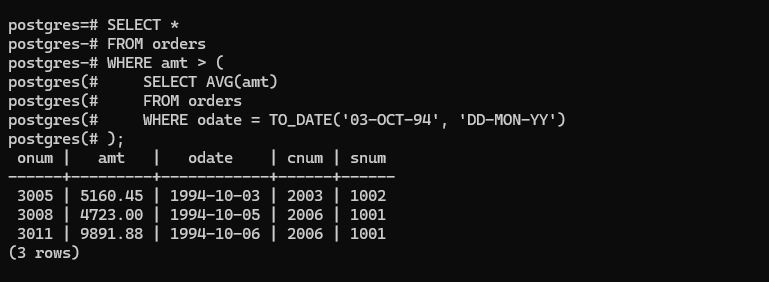 postgres=# SELECT *
postgres-# FROM orders
postgres-# WHERE amt > (
postgres(#     SELECT AVG(amt)
postgres(#     FROM orders
postgres(#     WHERE odate = TO_DATE('03-OCT-94', 'DD-MON-YY')
postgres(# );
 onum |   amt   |   odate    | cnum | snum
------+---------+------------+------+------
 3005 | 5160.45 | 1994-10-03 | 2003 | 1002
 3008 | 4723.00 | 1994-10-05 | 2006 | 1001
 3011 | 9891.88 | 1994-10-06 | 2006 | 1001
(3 rows)